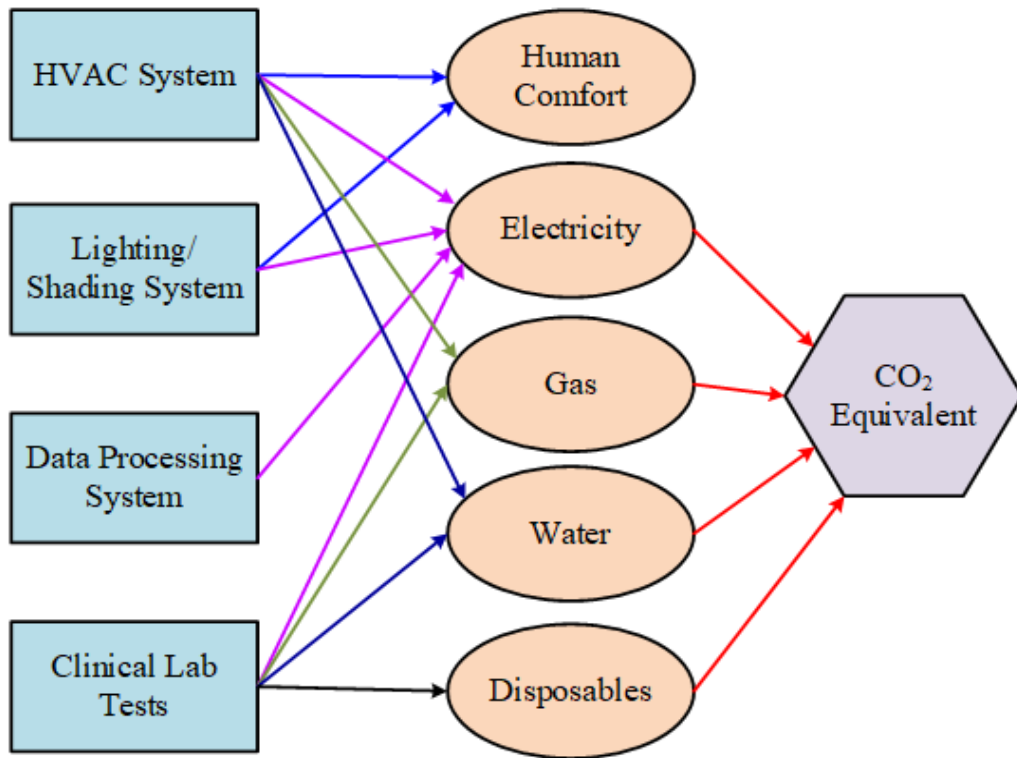 HVAC System
Lighting/
Shading System
Data Processing
System
Clinical Lab
Tests
Human
Comfort
Electricity
Gas
Water
Disposables
CO₂
Equivalent